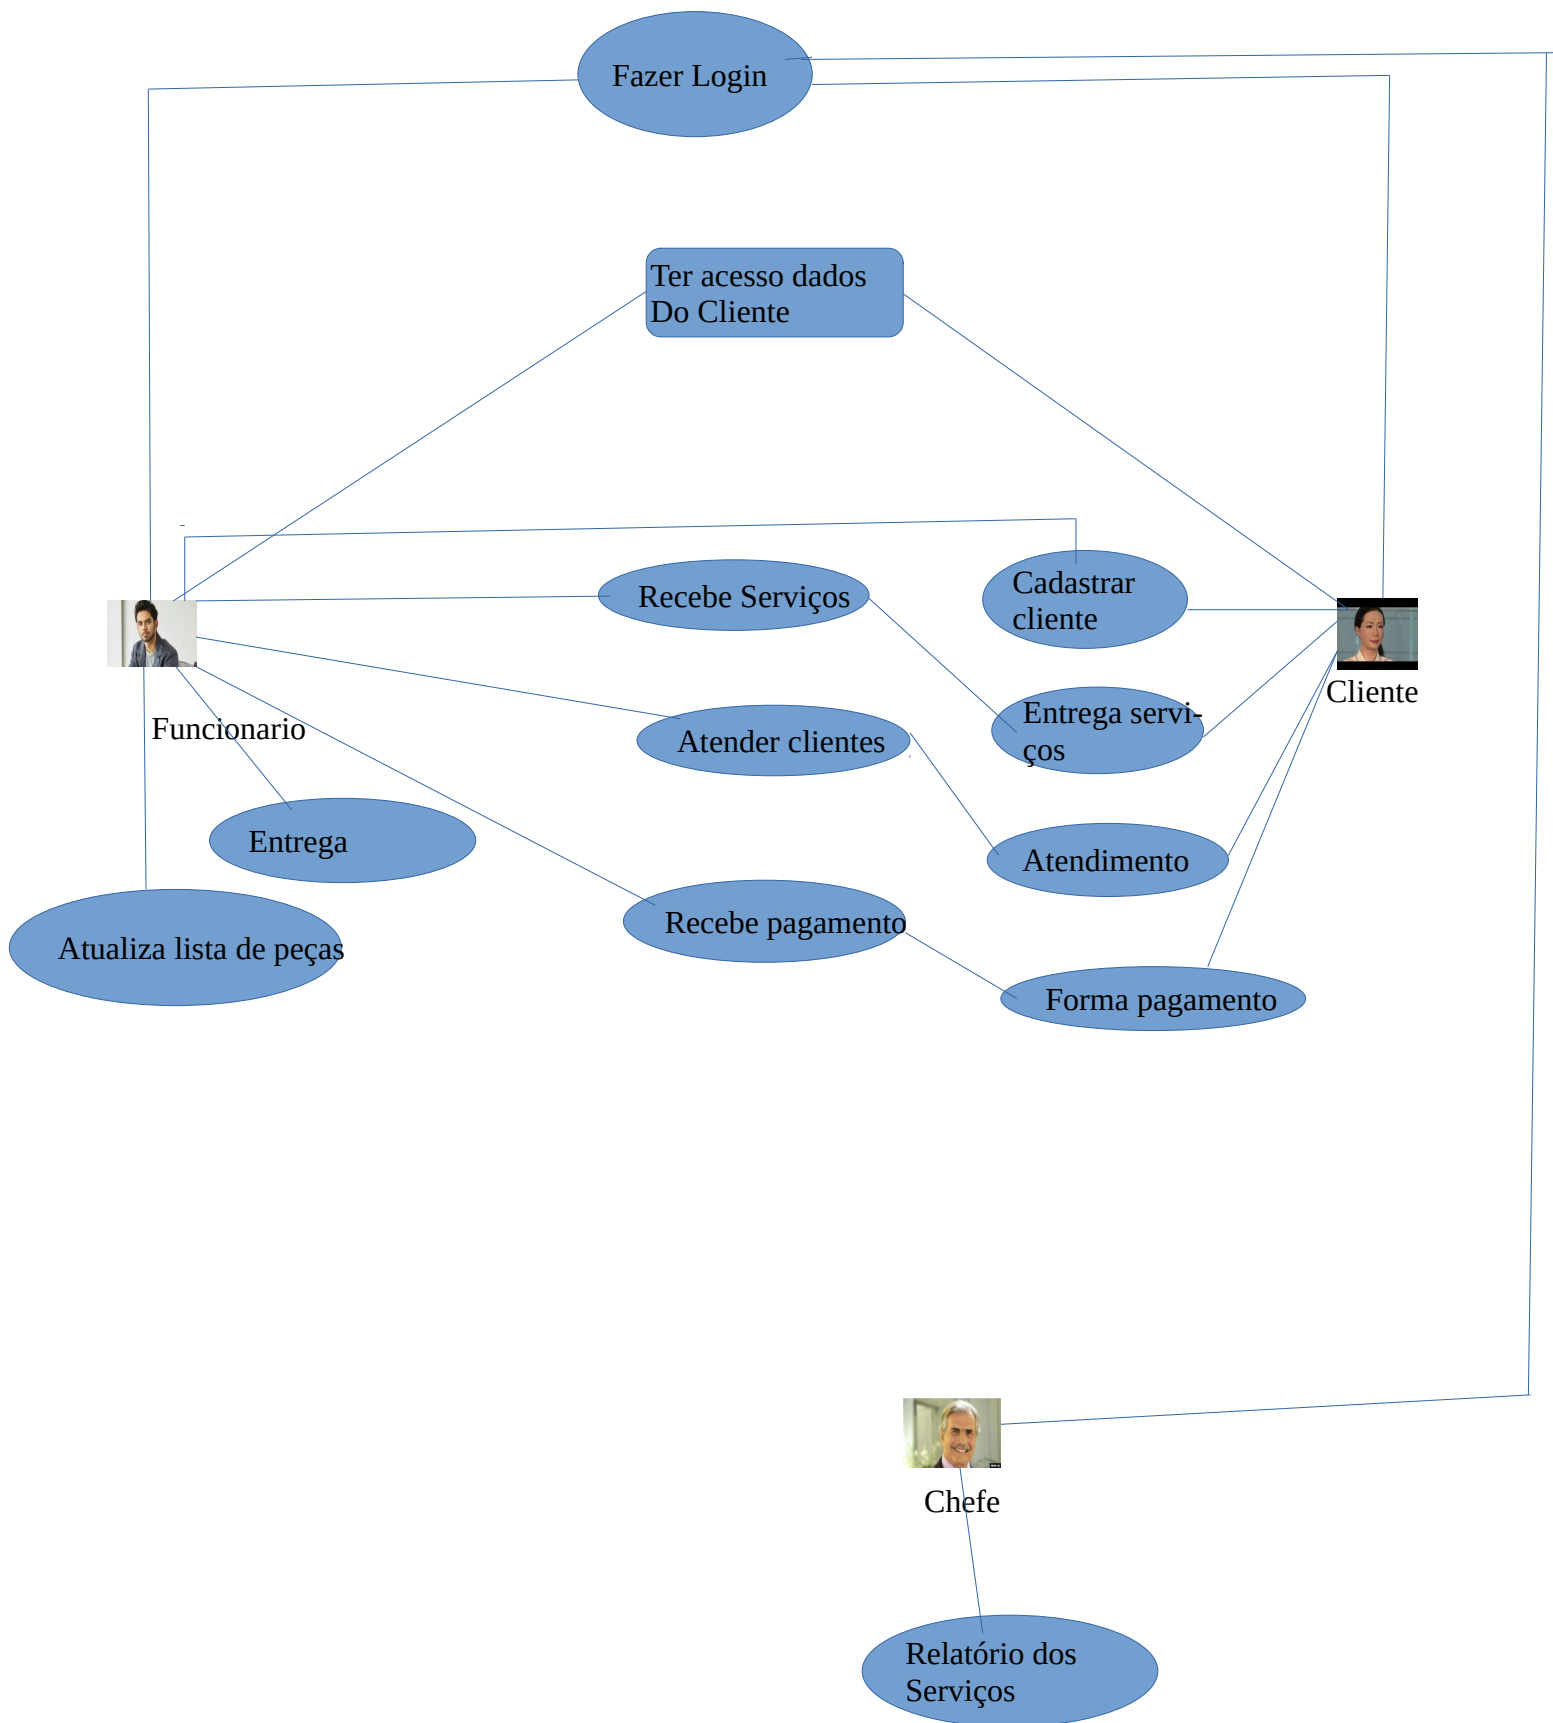 Fazer Login
Ter acesso dados
Do Cliente
Recebe Serviços
Cadastrar
cliente
Cliente
Funcionario
Atender clientes
Entrega servi-
ços
Entrega
Atendimento
Atualiza lista de peças
Recebe pagamento
Forma pagamento
Chefe
Relatório dos
Serviços